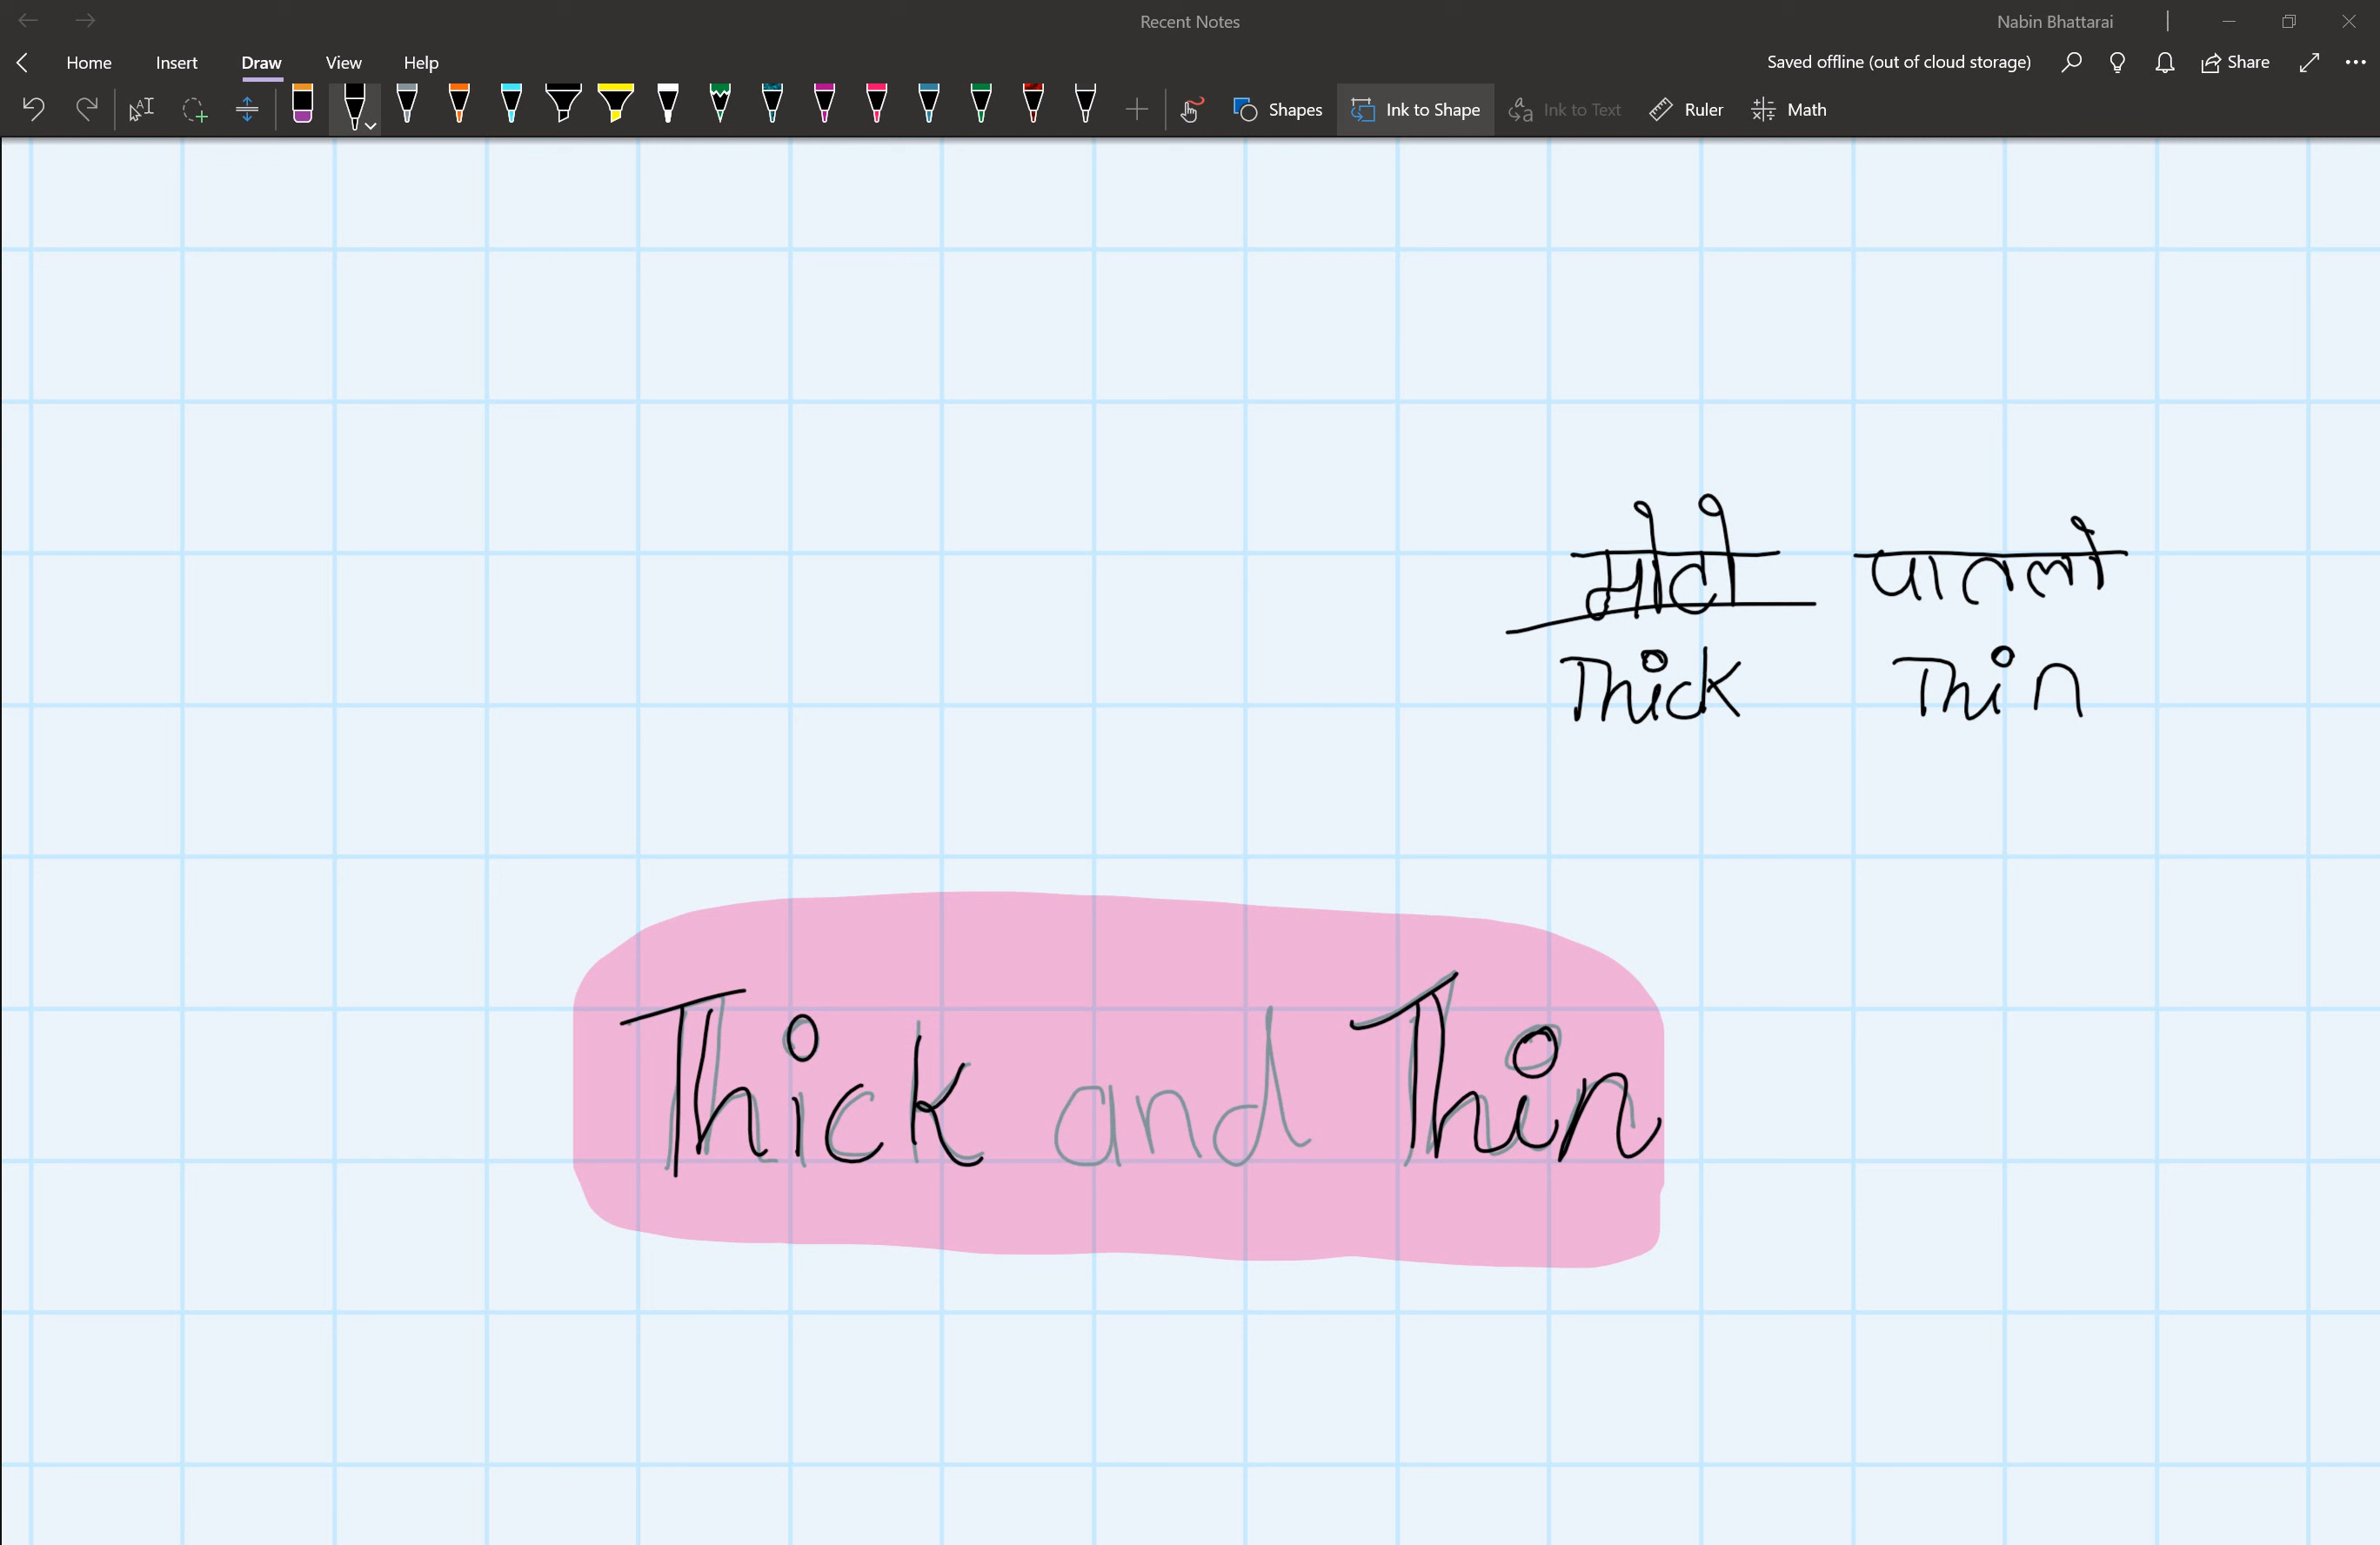 Recent Notes
Nabin Bhattarai
Home Insert Draw View Help
Saved offline (out of cloud storage)
Share
Shapes Ink to Shape Ink to Text Ruler Math
मोटो पातलो
Thick Thin
Thick and Thin